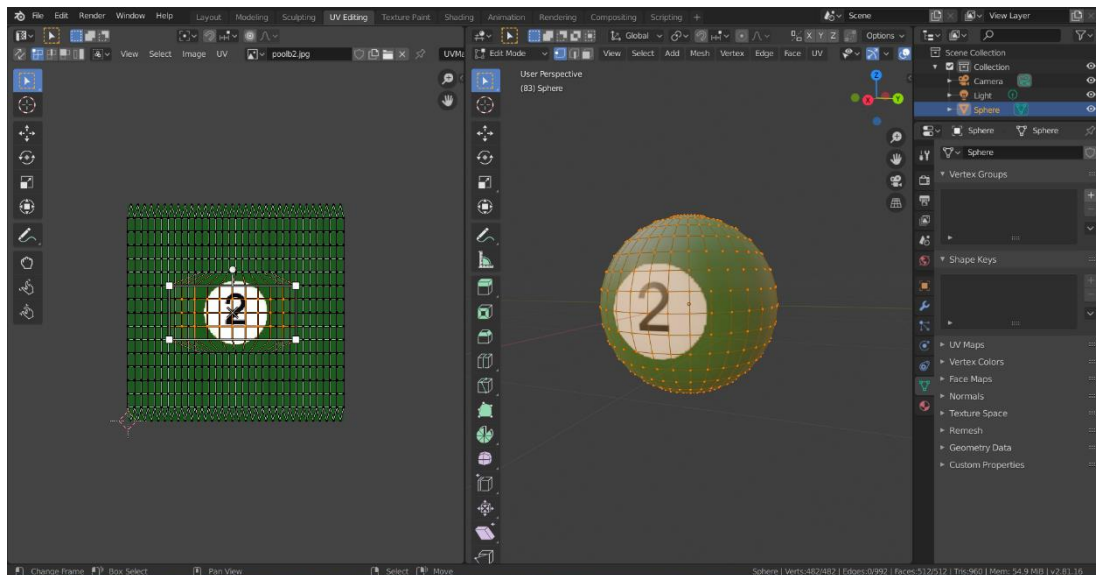 File Edit Render Window Help Layout Modeling Sculpting UV Editing Texture Paint Shading Animation Rendering Compositing Scripting + Scene View Layer
Global X Y Z Options
View Select Image UV poolb2.jpg UVMa
Edit Mode View Select Add Mesh Vertex Edge Face UV
User Perspective
(83) Sphere
Z
X
Y
2
2
Scene Collection
Collection
Camera
Light
Sphere
Sphere Sphere
Sphere
Vertex Groups
Shape Keys
UV Maps
Vertex Colors
Face Maps
Normals
Texture Space
Remesh
Geometry Data
Custom Properties
Change Frame Box Select Pan View Select Move Sphere | Verts:482/482 | Edges:0/992 | Faces:512/512 | Tris:960 | Mem: 54.9 MiB | v2.81.16